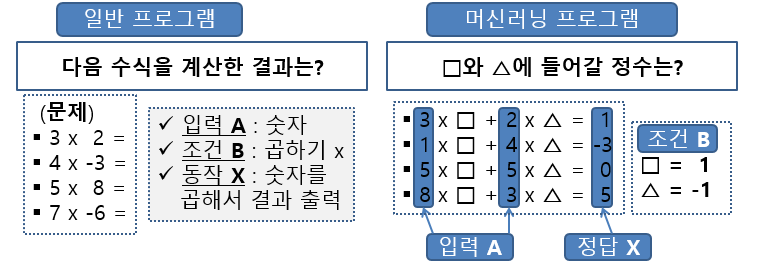 일반 프로그램
다음 수식을 계산한 결과는?
(문제)
▪ 3 x 2 =
▪ 4 x -3 =
▪ 5 x 8 =
▪ 7 x -6 =
✓ 입력 A : 숫자
✓ 조건 B : 곱하기 x
✓ 동작 X : 숫자를
곱해서 결과 출력
머신러닝 프로그램
□와 △에 들어갈 정수는?
▪ 3 x □ + 2 x △ = 1
▪ 1 x □ + 4 x △ = -3
▪ 5 x □ + 5 x △ = 0
▪ 8 x □ + 3 x △ = 5
조건 B
□ = 1
△ = -1
입력 A
정답 X